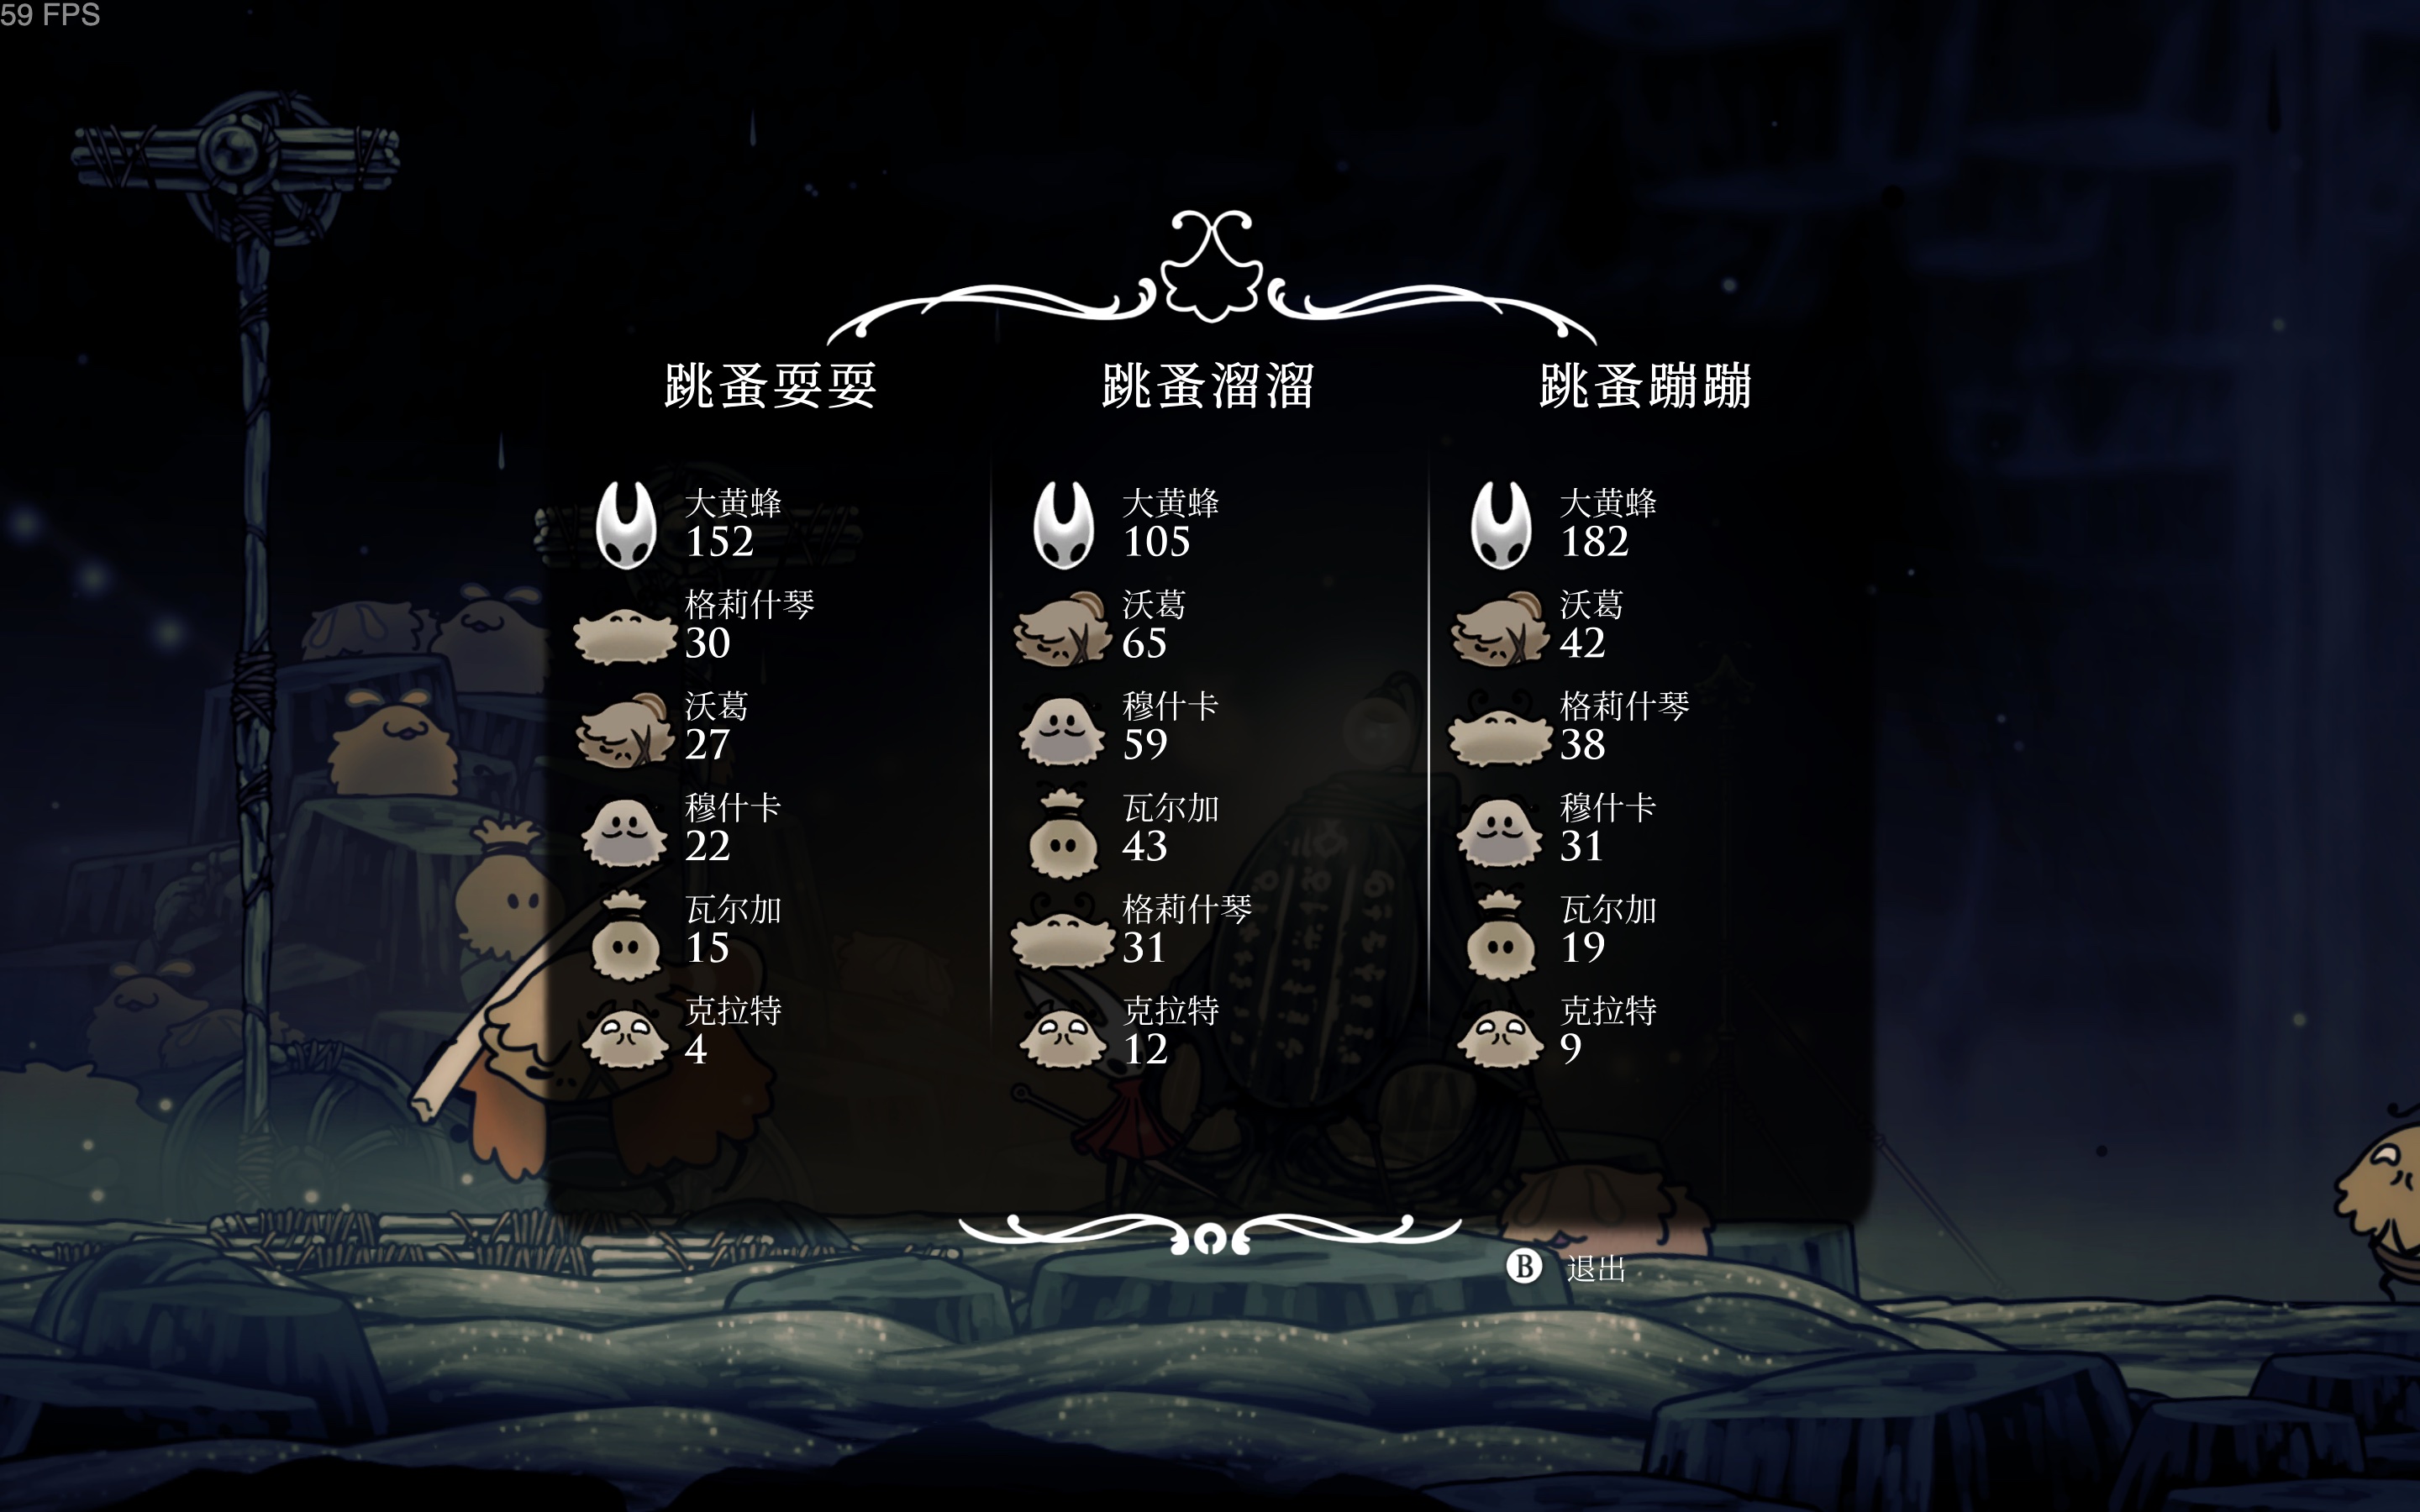 59 FPS
跳蚤耍耍
大黄蜂
152
格莉什琴
30
沃葛
27
穆什卡
22
瓦尔加
15
克拉特
4
跳蚤溜溜
大黄蜂
105
沃葛
65
穆什卡
59
瓦尔加
43
格莉什琴
31
克拉特
12
跳蚤蹦蹦
大黄蜂
182
沃葛
42
格莉什琴
38
穆什卡
31
瓦尔加
19
克拉特
9
B 退出